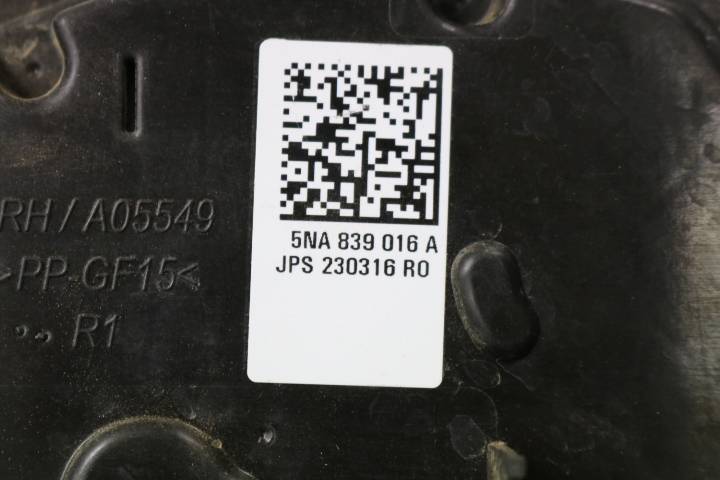 5NA 839 016 A
JPS 230316 R0
RH / A05549
>PP-GF15<
R1